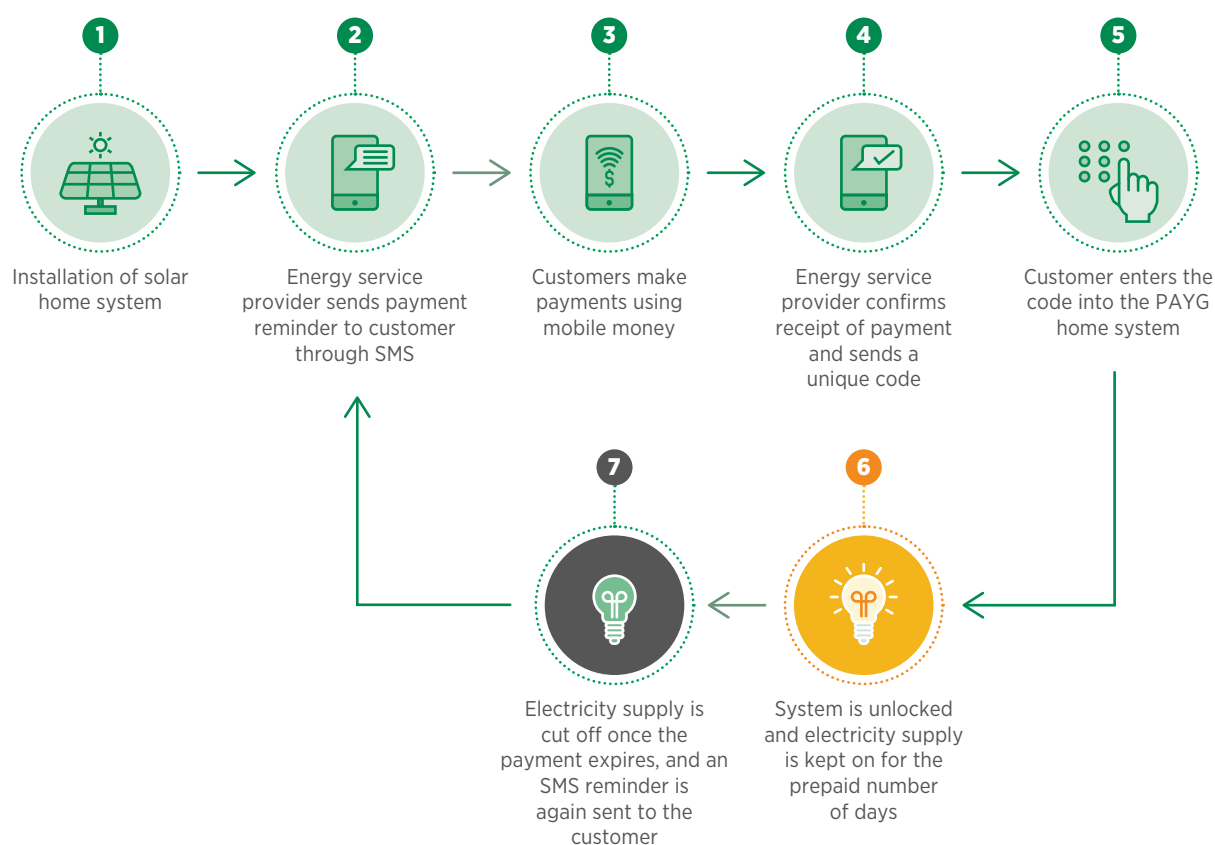 1
Installation of solar
home system
2
Energy service
provider sends payment
reminder to customer
through SMS
3
$
Customers make
payments using
mobile money
4
Energy service
provider confirms
receipt of payment
and sends a
unique code
5
Customer enters the
code into the PAYG
home system
6
System is unlocked
and electricity supply
is kept on for the
prepaid number
of days
7
Electricity supply is
cut off once the
payment expires, and an
SMS reminder is
again sent to the
customer